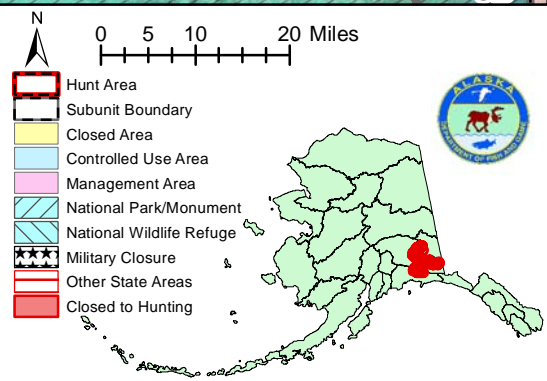 N
0 5 10 20 Miles
Hunt Area
Subunit Boundary
Closed Area
Controlled Use Area
Management Area
National Park/Monument
National Wildlife Refuge
Military Closure
Other State Areas
Closed to Hunting
ALASKA
DEPARTMENT OF FISH AND GAME